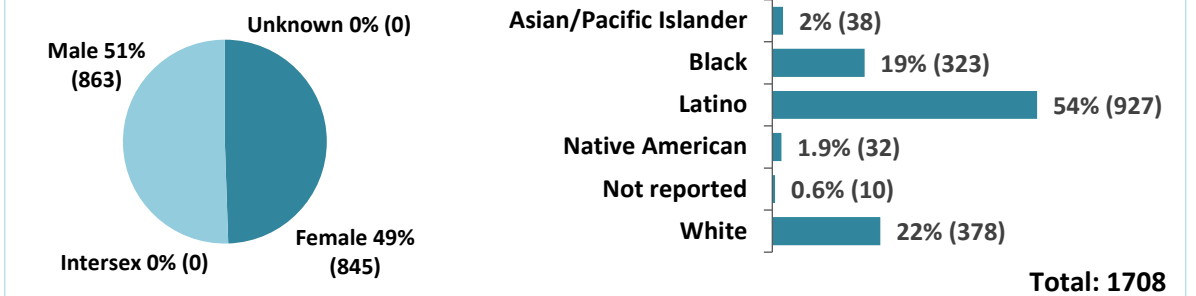 Unknown 0% (0)
Male 51%
(863)
Female 49%
(845)
Intersex 0% (0)
Asian/Pacific Islander 2% (38)
Black 19% (323)
Latino 54% (927)
Native American 1.9% (32)
Not reported 0.6% (10)
White 22% (378)
Total: 1708